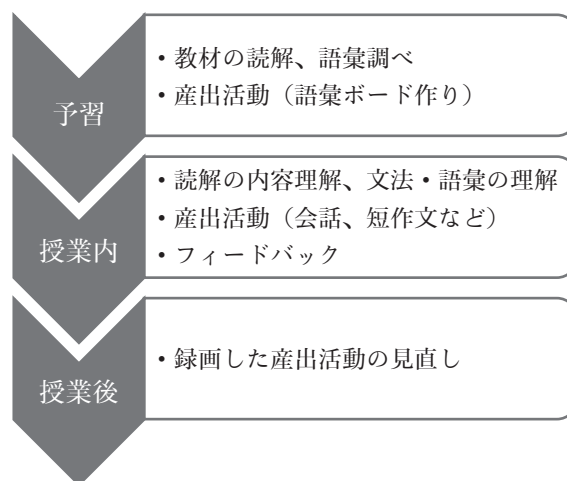 予習
・教材の読解、語彙調べ
・産出活動（語彙ボード作り）
授業内
・読解の内容理解、文法・語彙の理解
・産出活動（会話、短作文など）
・フィードバック
授業後
・録画した産出活動の見直し